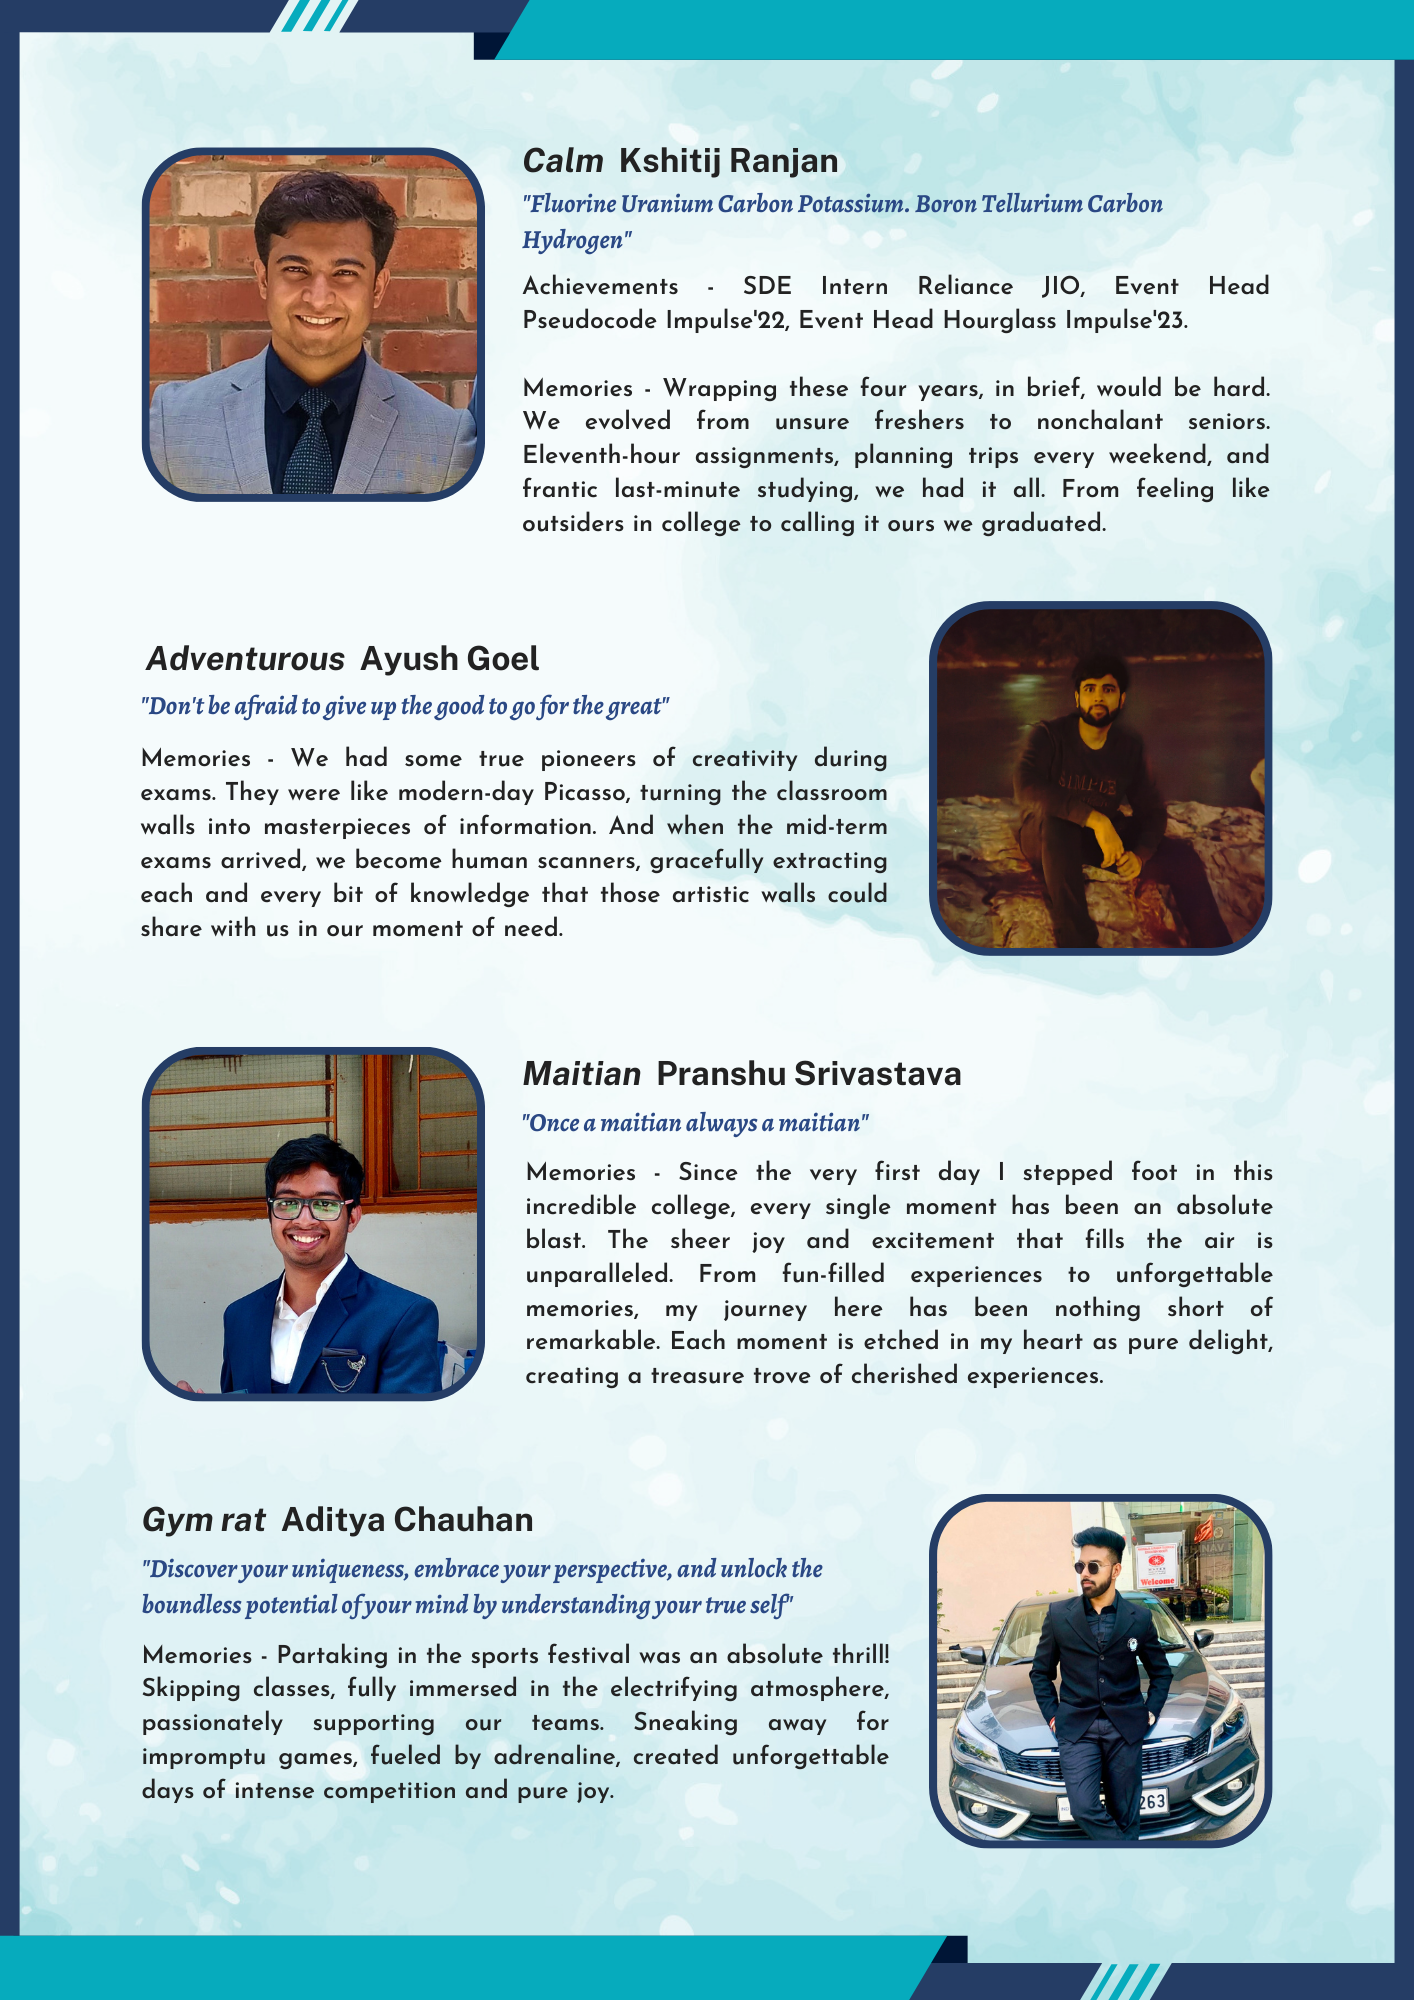 Calm Kshitij Ranjan
"Fluorine Uranium Carbon Potassium. Boron Tellurium Carbon
Hydrogen"
Achievements - SDE Intern Reliance JIO, Event Head
Pseudocode Impulse'22, Event Head Hourglass Impulse'23.
Memories - Wrapping these four years, in brief, would be hard.
We evolved from unsure freshers to nonchalant seniors.
Eleventh-hour assignments, planning trips every weekend, and
frantic last-minute studying, we had it all. From feeling like
outsiders in college to calling it ours we graduated.
Adventurous Ayush Goel
"Don't be afraid to give up the good to go for the great"
Memories - We had some true pioneers of creativity during
exams. They were like modern-day Picasso, turning the classroom
walls into masterpieces of information. And when the mid-term
exams arrived, we become human scanners, gracefully extracting
each and every bit of knowledge that those artistic walls could
share with us in our moment of need.
SIMPLE
Maitian Pranshu Srivastava
"Once a maitian always a maitian"
Memories - Since the very first day I stepped foot in this
incredible college, every single moment has been an absolute
blast. The sheer joy and excitement that fills the air is
unparalleled. From fun-filled experiences to unforgettable
memories, my journey here has been nothing short of
remarkable. Each moment is etched in my heart as pure delight,
creating a treasure trove of cherished experiences.
Gym rat Aditya Chauhan
"Discover your uniqueness, embrace your perspective, and unlock the
boundless potential of your mind by understanding your true self"
Memories - Partaking in the sports festival was an absolute thrill!
Skipping classes, fully immersed in the electrifying atmosphere,
passionately supporting our teams. Sneaking away for
impromptu games, fueled by adrenaline, created unforgettable
days of intense competition and pure joy.
Welcome
263